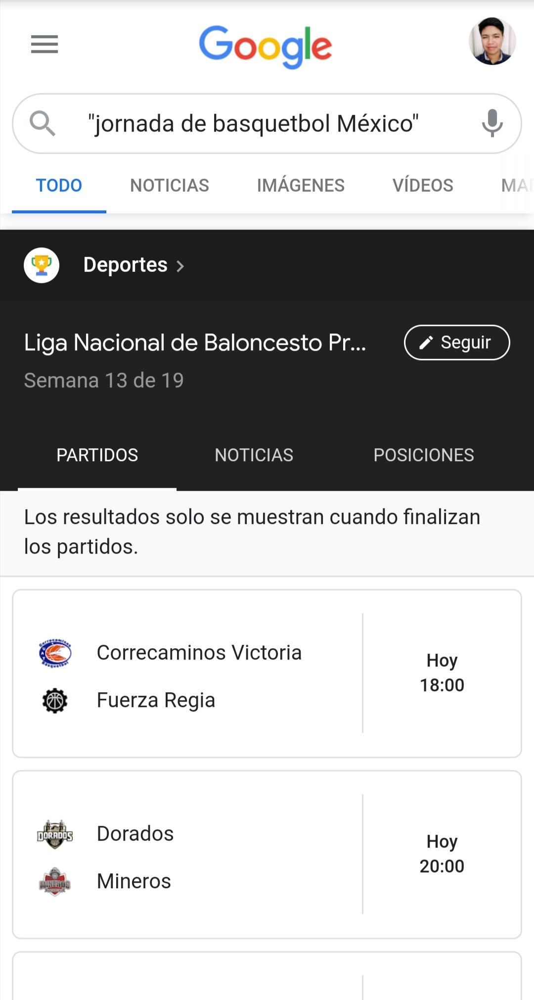 Google
"jornada de basquetbol México"
TODO NOTICIAS IMÁGENES VÍDEOS
Deportes
Liga Nacional de Baloncesto Pr... Seguir
Semana 13 de 19
PARTIDOS NOTICIAS POSICIONES
Los resultados solo se muestran cuando finalizan
los partidos.
Correcaminos Victoria
Fuerza Regia
Hoy
18:00
DORADOS
Dorados
MINEROS
Mineros
Hoy
20:00